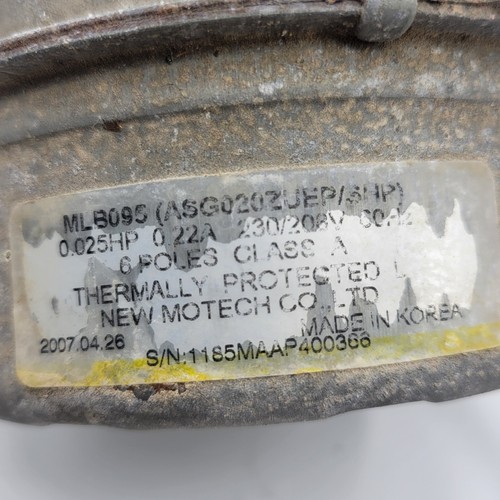 MLB095 (ASG020ZUEP/SHP)
0.025HP 0.22A 230/208V 60Hz
6 POLES CLASS A
THERMALLY PROTECTED L
NEW MOTECH CO., LTD
MADE IN KOREA
2007.04.26 S/N:1185MAAP400366